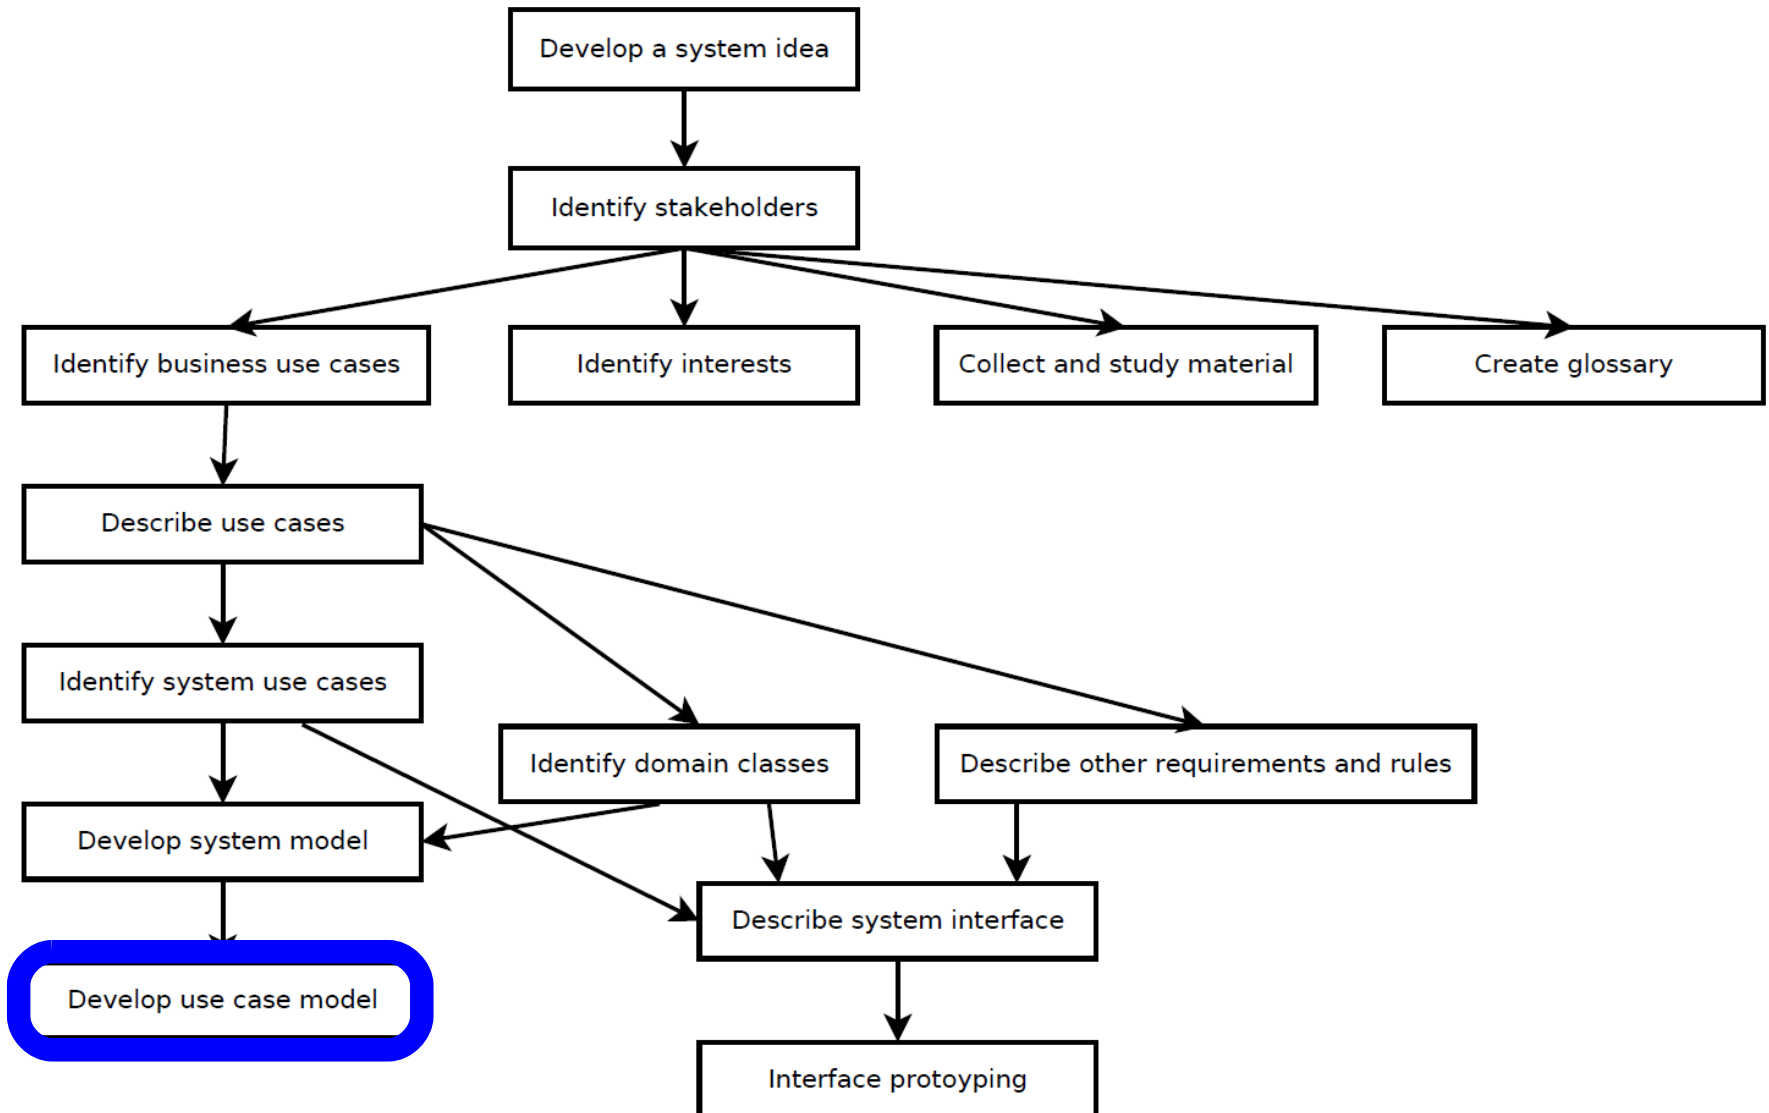 Develop a system idea
Identify stakeholders
Identify business use cases
Identify interests
Collect and study material
Create glossary
Describe use cases
Identify system use cases
Identify domain classes
Describe other requirements and rules
Develop system model
Describe system interface
Develop use case model
Interface protoyping